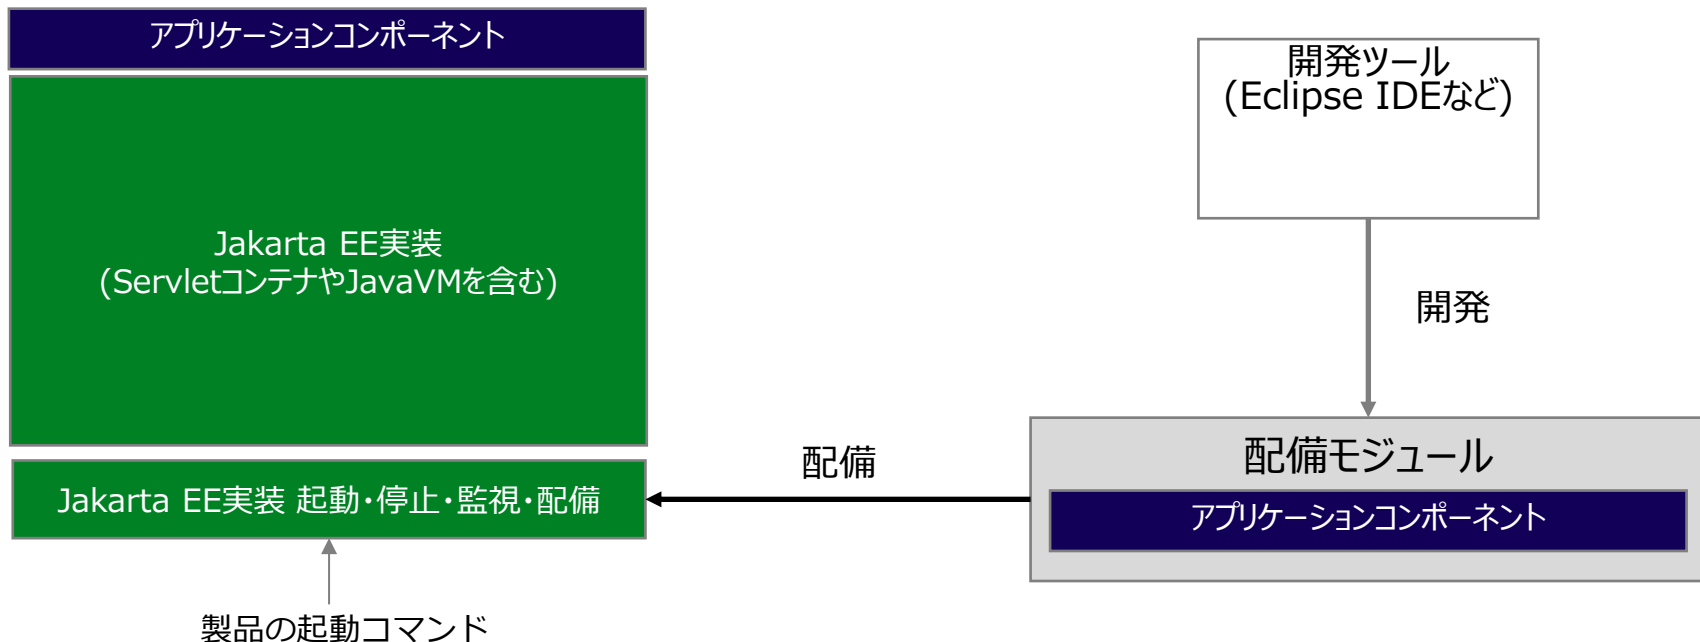 アプリケーションコンポーネント
Jakarta EE実装
(ServletコンテナやJavaVMを含む)
Jakarta EE実装 起動・停止・監視・配備
製品の起動コマンド
配備
開発ツール
(Eclipse IDEなど)
開発
配備モジュール
アプリケーションコンポーネント